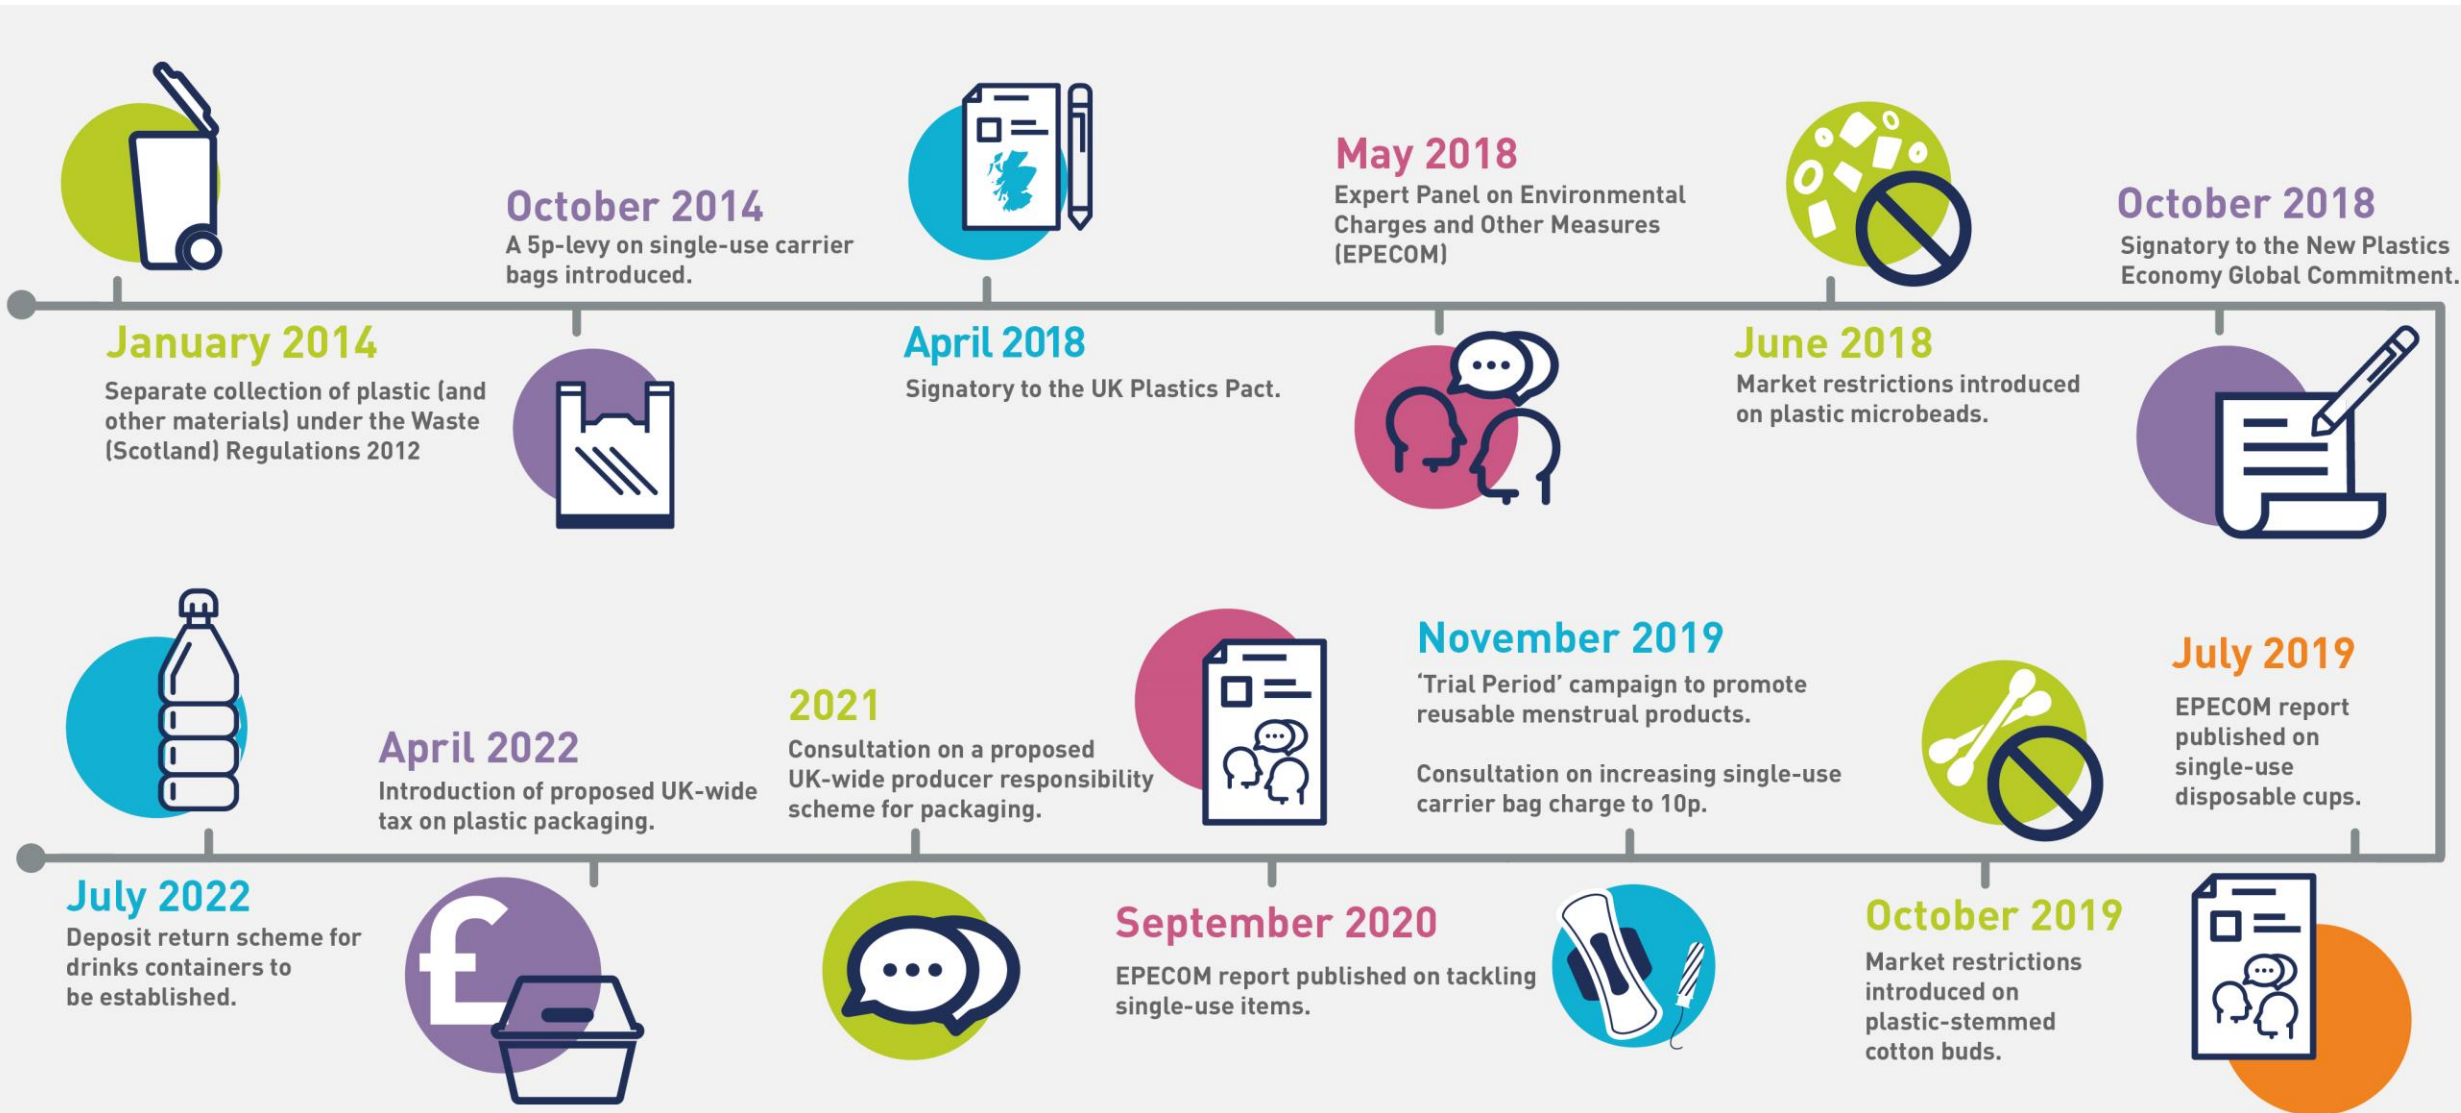 January 2014
Separate collection of plastic (and
other materials) under the Waste
(Scotland) Regulations 2012
October 2014
A 5p-levy on single-use carrier
bags introduced.
April 2018
Signatory to the UK Plastics Pact.
May 2018
Expert Panel on Environmental
Charges and Other Measures
(EPECOM)
June 2018
Market restrictions introduced
on plastic microbeads.
October 2018
Signatory to the New Plastics
Economy Global Commitment.
July 2019
EPECOM report
published on
single-use
disposable cups.
October 2019
Market restrictions
introduced on
plastic-stemmed
cotton buds.
November 2019
‘Trial Period’ campaign to promote
reusable menstrual products.
Consultation on increasing single-use
carrier bag charge to 10p.
September 2020
EPECOM report published on tackling
single-use items.
2021
Consultation on a proposed
UK-wide producer responsibility
scheme for packaging.
April 2022
Introduction of proposed UK-wide
tax on plastic packaging.
£
July 2022
Deposit return scheme for
drinks containers to
be established.